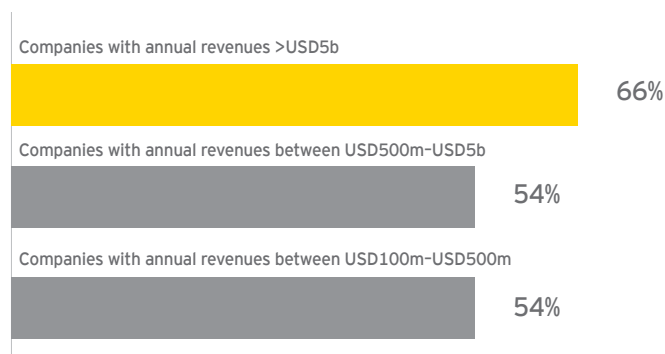 Companies with annual revenues >USD5b
66%
Companies with annual revenues between USD500m–USD5b
54%
Companies with annual revenues between USD100m–USD500m
54%